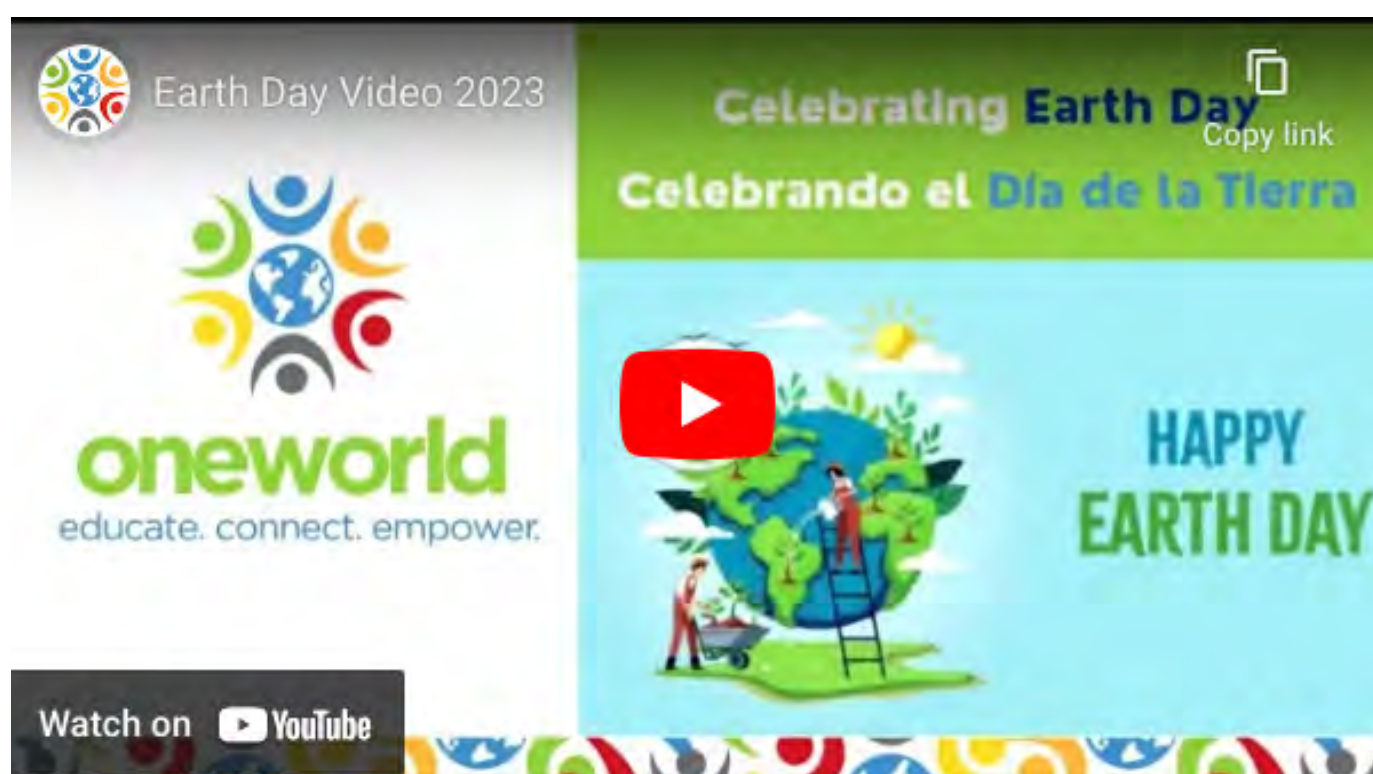 Earth Day Video 2023
Copy link
Celebrating Earth Day
Celebrando el Día de la Tierra
oneworld
educate. connect. empower.
HAPPY
EARTH DAY
Watch on YouTube